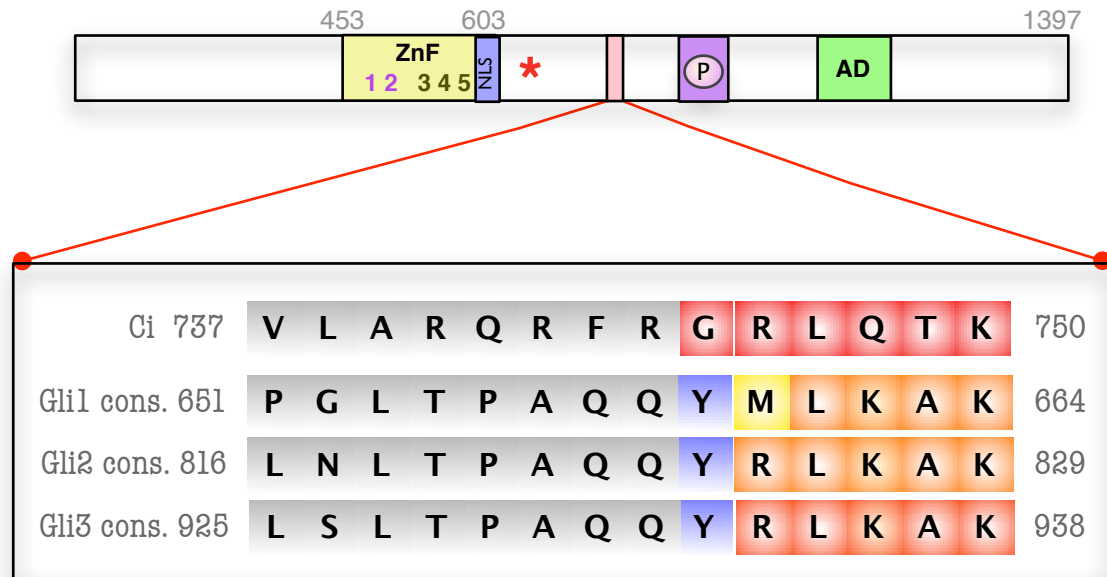 453 603 1397
ZnF
1 2 3 4 5 NLS * P AD
Ci 737 V L A R Q R F R G R L Q T K 750
Gli1 cons. 651 P G L T P A Q Q Y M L K A K 664
Gli2 cons. 816 L N L T P A Q Q Y R L K A K 829
Gli3 cons. 925 L S L T P A Q Q Y R L K A K 938